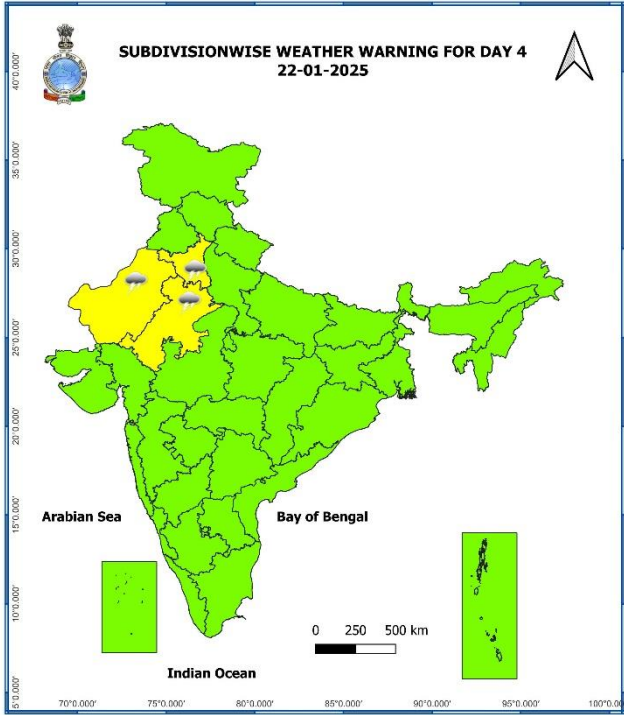 SUBDIVISIONWISE WEATHER WARNING FOR DAY 4
22-01-2025
40°0.000'
35°0.000'
30°0.000'
25°0.000'
20°0.000'
15°0.000'
10°0.000'
5°0.000'
Arabian Sea
Bay of Bengal
0 250 500 km
Indian Ocean
70°0.000' 75°0.000' 80°0.000' 85°0.000' 90°0.000' 95°0.000' 100°0.000'